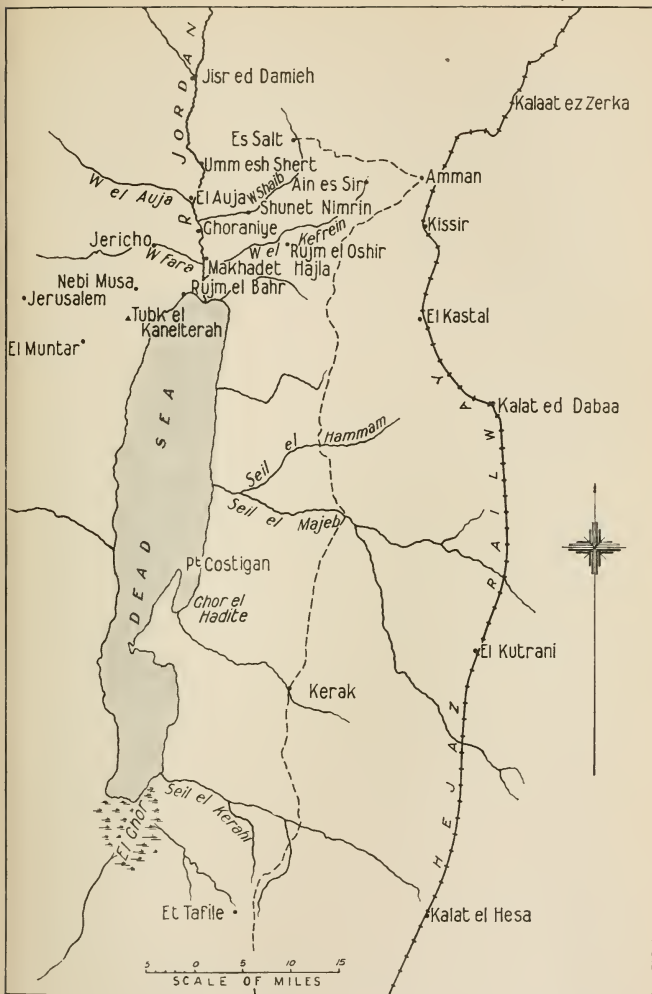 JORDAN
R
Jisr ed Damieh
Kalaat ez Zerka
Es Salt
Umm esh Shert
W Shaib
Ain es Sir
Amman
W el Auja
El Auja
Shunet Nimrin
Ghoraniye
Kissir
Jericho
W Fara
W el Kefrein
Rujm el Oshir
Makhadet Hajla
Nebi Musa
Rujm el Bahr
Jerusalem
Tubk el
Kanelterah
El Kastal
El Muntar
Kalat ed Dabaa
DEAD SEA
Seil el Hammam
Seil el Majeb
HEJAZ RAILWAY
Pt Costigan
Ghor el
Hadite
El Kutrani
Kerak
Seil el Kerahi
El Ghor
Et Tafile
Kalat el Hesa
5 0 5 10 15
SCALE OF MILES